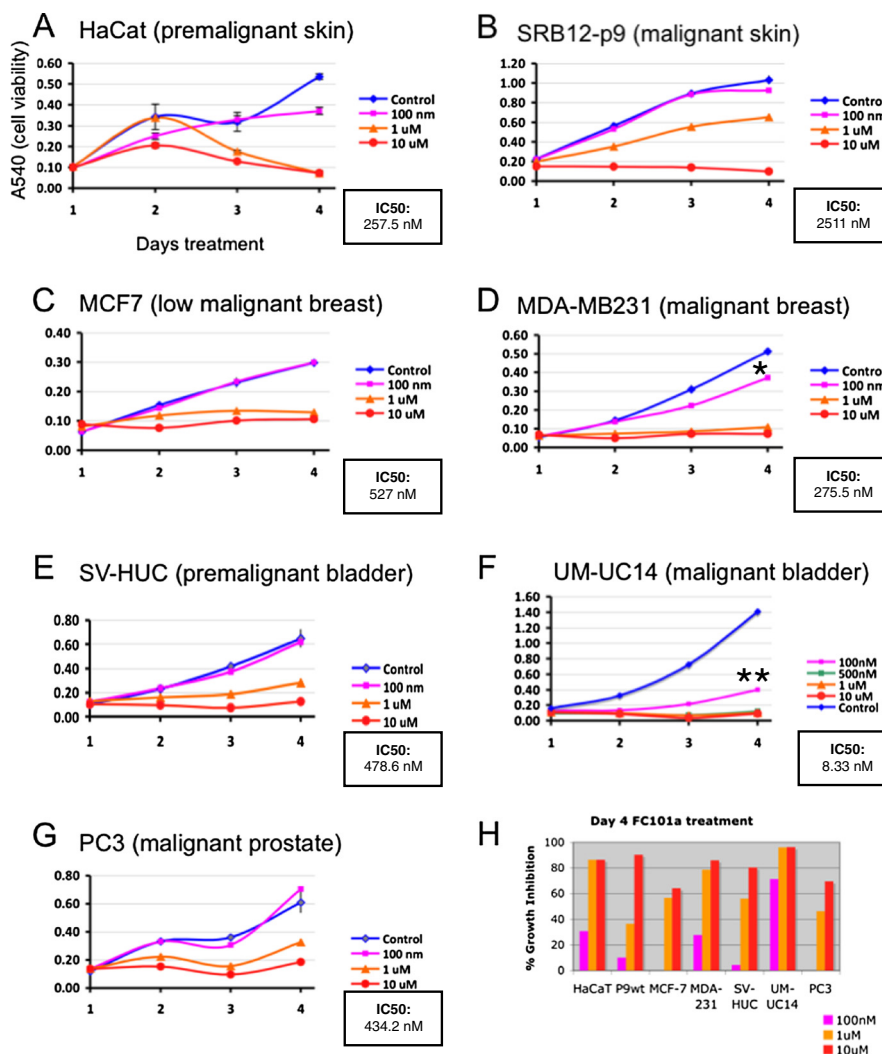 A HaCat (premalignant skin)
A540 (cell viability)
0.60
0.50
0.40
0.30
0.20
0.10
0.00
1 2 3 4
Days treatment
Control
100 nm
1 uM
10 uM
IC50:
257.5 nM
B SRB12-p9 (malignant skin)
1.20
1.00
0.80
0.60
0.40
0.20
0.00
1 2 3 4
Control
100 nm
1 uM
10 uM
IC50:
2511 nM
C MCF7 (low malignant breast)
0.40
0.30
0.20
0.10
0.00
1 2 3 4
Control
100 nm
1 uM
10 uM
IC50:
527 nM
D MDA-MB231 (malignant breast)
0.60
0.50
0.40
0.30
0.20
0.10
0.00
1 2 3 4
*
Control
100 nm
1 uM
10 uM
IC50:
275.5 nM
E SV-HUC (premalignant bladder)
0.80
0.60
0.40
0.20
0.00
1 2 3 4
Control
100 nm
1 uM
10 uM
IC50:
478.6 nM
F UM-UC14 (malignant bladder)
1.60
1.40
1.20
1.00
0.80
0.60
0.40
0.20
0.00
1 2 3 4
**
100nM
500nM
1 uM
10 uM
Control
IC50:
8.33 nM
G PC3 (malignant prostate)
0.80
0.60
0.40
0.20
0.00
1 2 3 4
Control
100 nm
1 uM
10 uM
IC50:
434.2 nM
H
Day 4 FC101a treatment
% Growth Inhibition
100
80
60
40
20
0
HaCaT P9wt MCF-7 MDA-231 SV-HUC UM-UC14 PC3
100nM
1uM
10uM